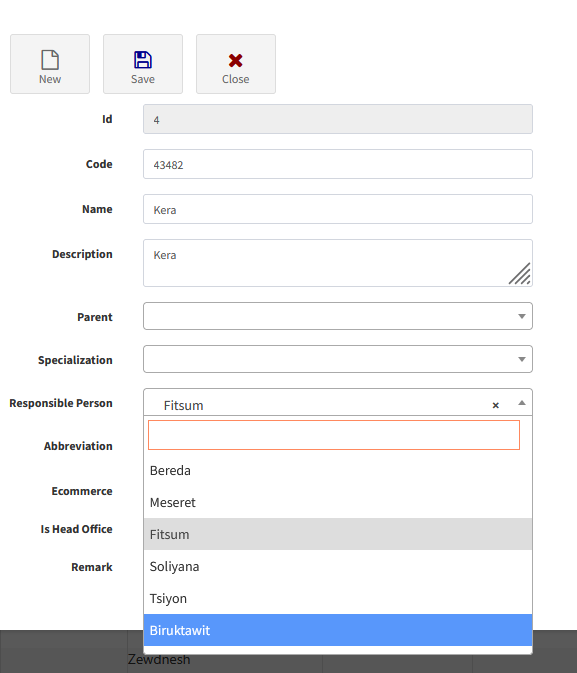 New Save Close
Id 4
Code 43482
Name Kera
Description Kera
Parent
Specialization
Responsible Person Fitsum ×
Abbreviation
Bereda
Ecommerce
Meseret
Is Head Office
Fitsum
Remark
Soliyana
Tsiyon
Biruktawit
Zewdnesh